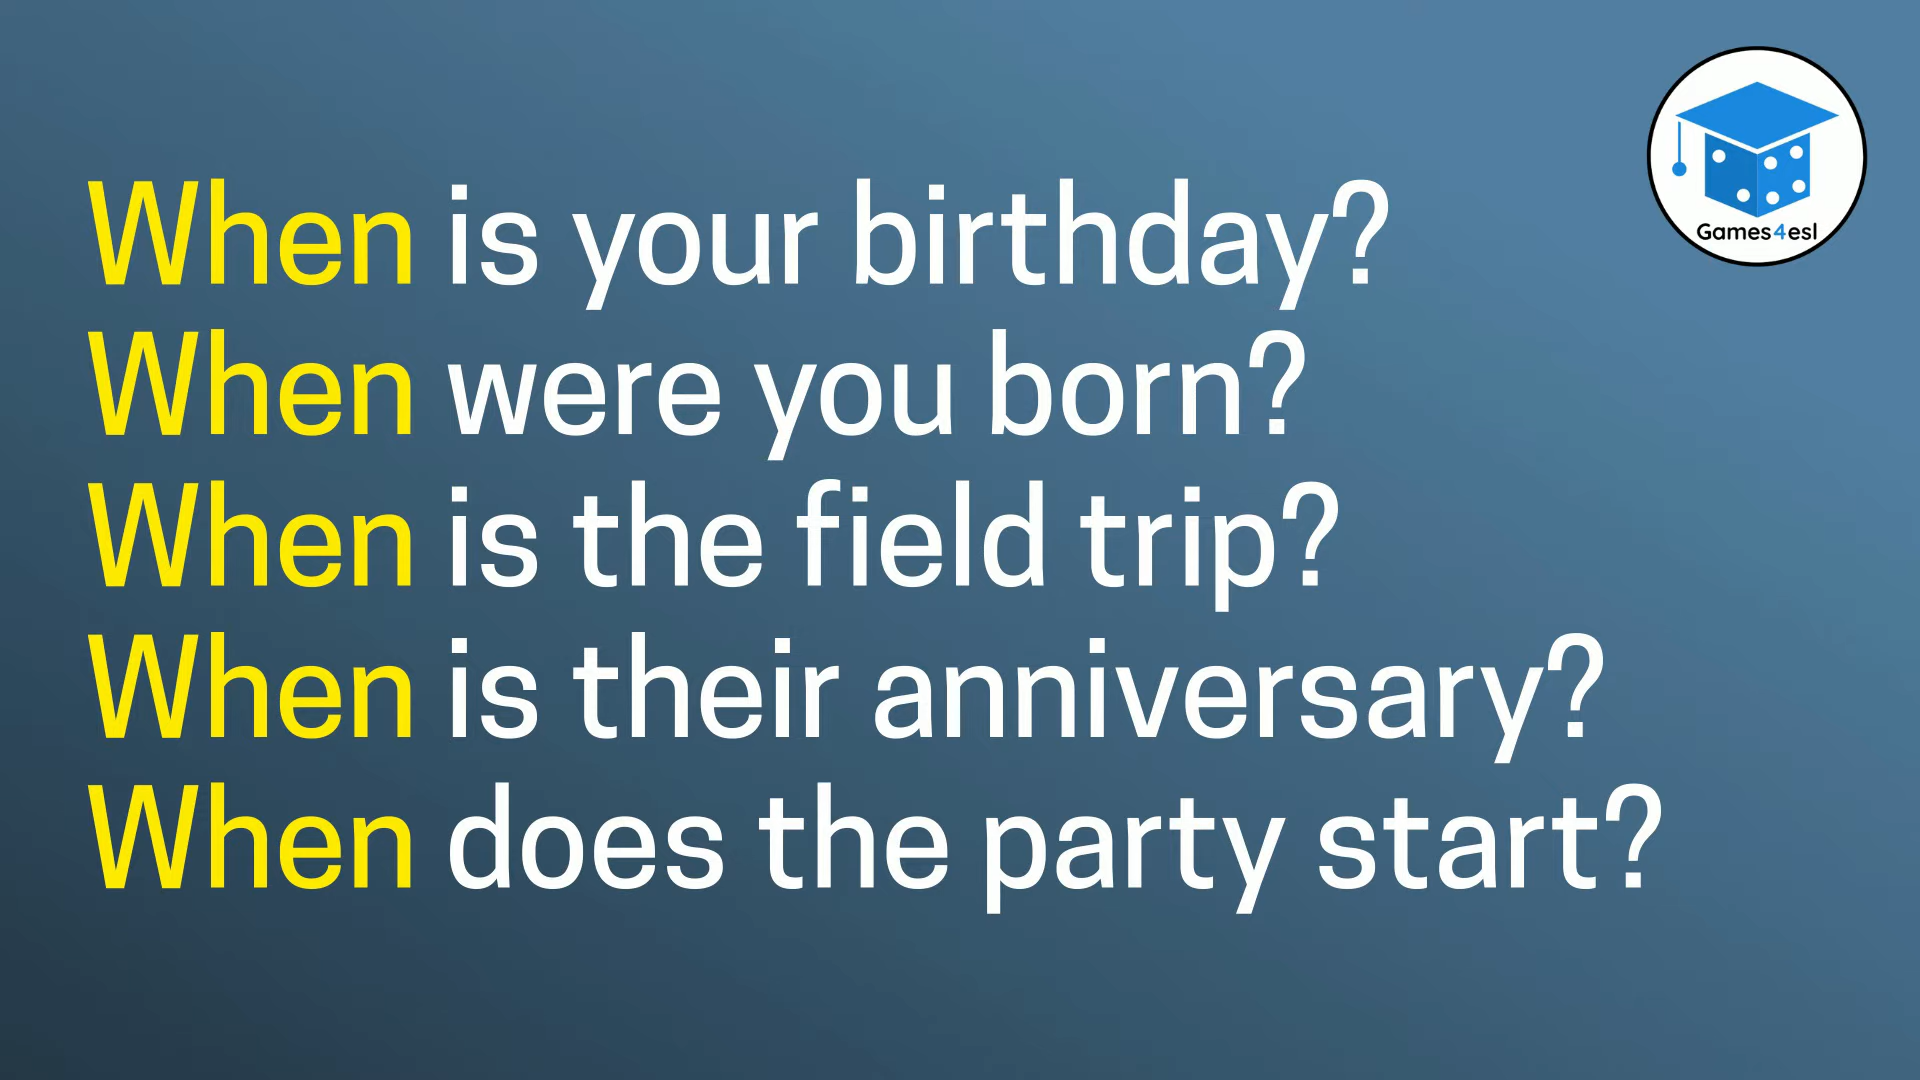 When is your birthday?
When were you born?
When is the field trip?
When is their anniversary?
When does the party start?
Games4esl